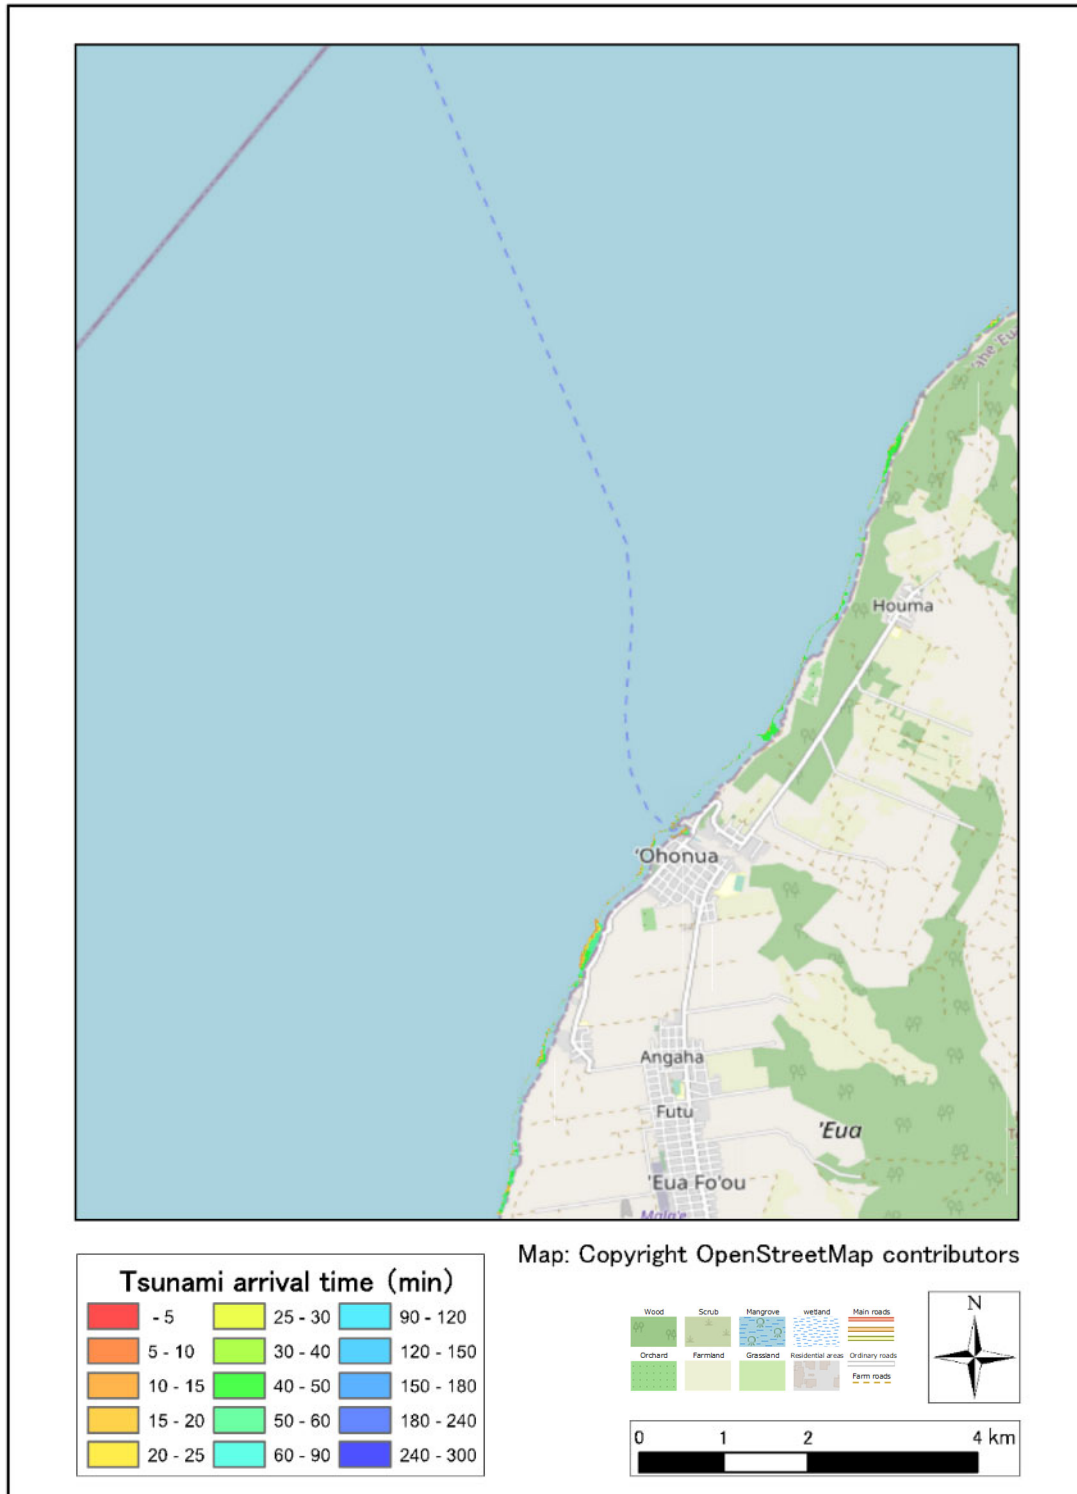 'ahe 'Eu
Houma
'Ohonua
Angaha
Futu
'Eua
'Eua Fo'ou
Mala'e
Map: Copyright OpenStreetMap contributors
Tsunami arrival time (min)
- 5
5 - 10
10 - 15
15 - 20
20 - 25
25 - 30
30 - 40
40 - 50
50 - 60
60 - 90
90 - 120
120 - 150
150 - 180
180 - 240
240 - 300
Wood
Scrub
Mangrove
wetland
Main roads
Orchard
Farmland
Grassland
Residential areas
Ordinary roads
Farm roads
N
0 1 2 4 km